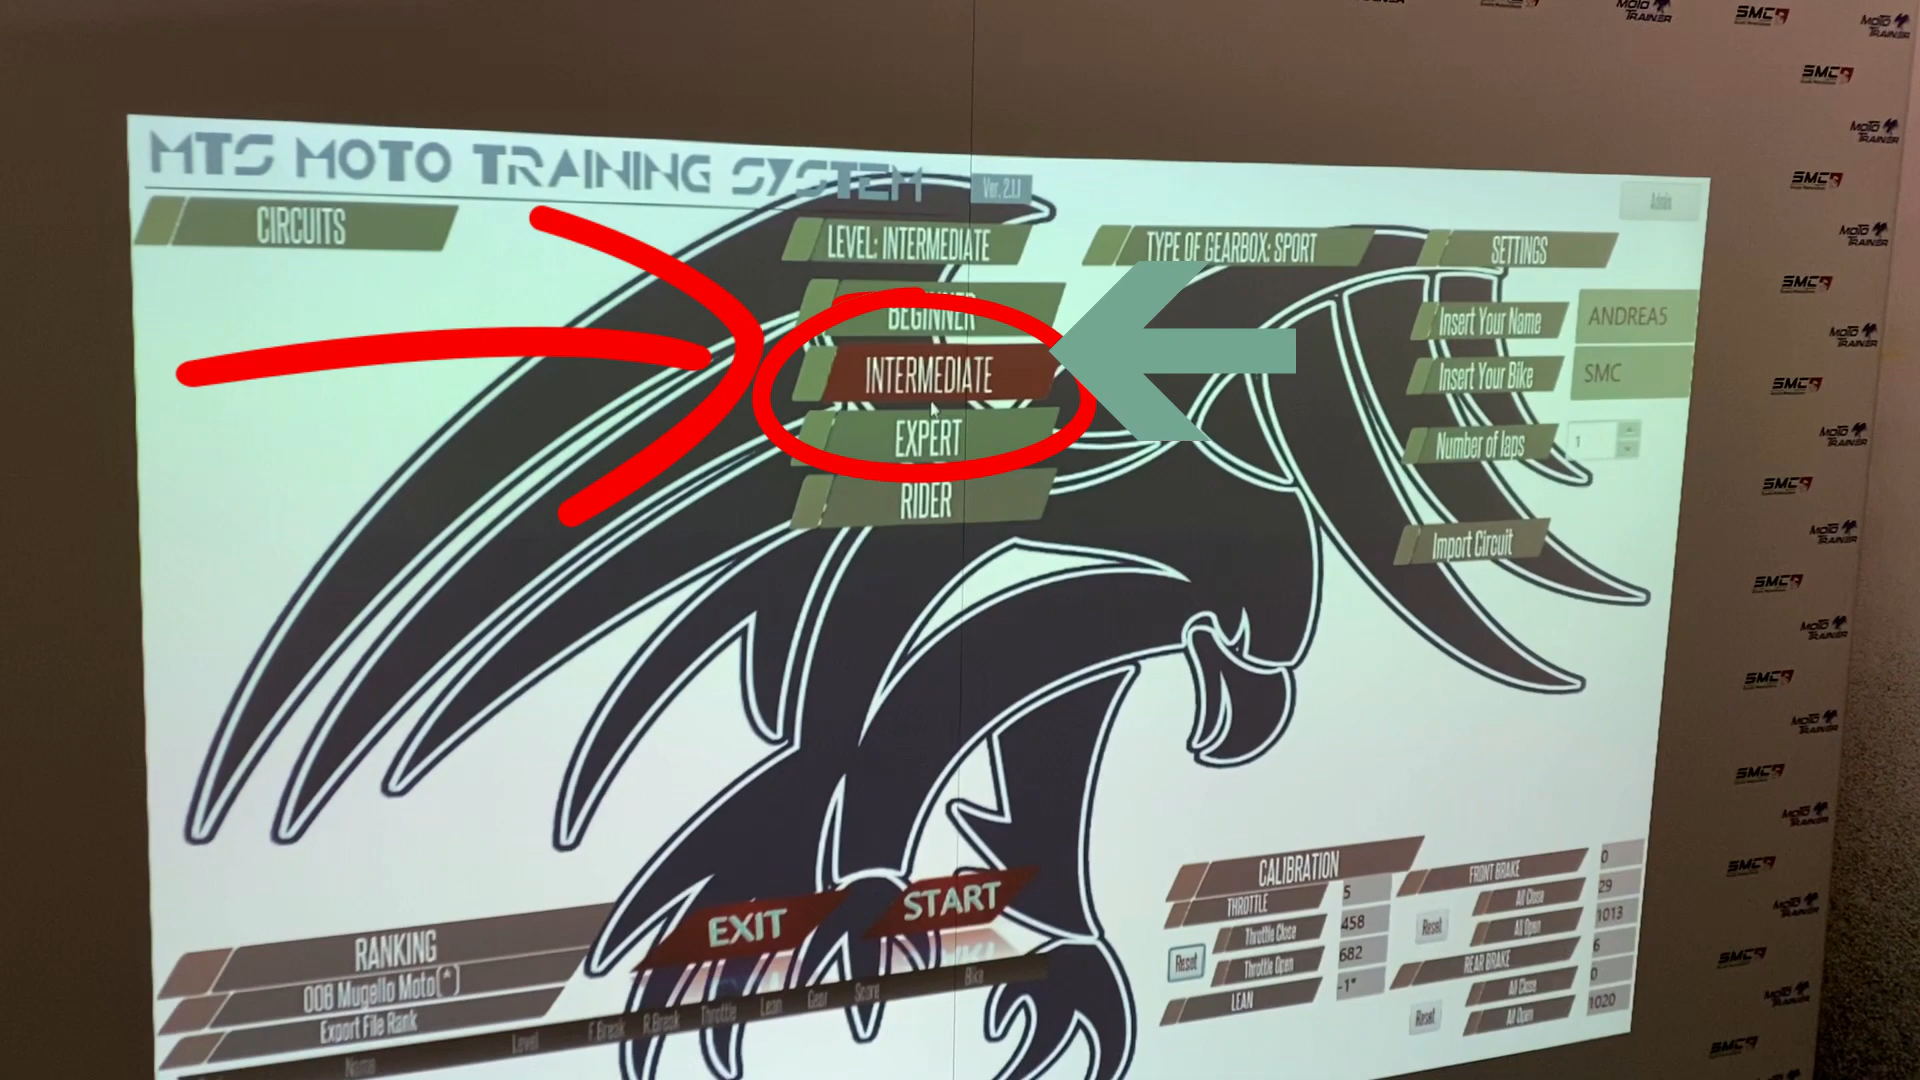 MTS MOTO TRAINING SYSTEM
Ver. 2.1.1
Admin
CIRCUITS
LEVEL: INTERMEDIATE
TYPE OF GEARBOX: SPORT
SETTINGS
BEGINNER
INTERMEDIATE
EXPERT
RIDER
Insert Your Name
ANDREA5
Insert Your Bike
SMC
Number of laps
1
Import Circuit
EXIT
START
RANKING
006 Mugello Moto(*)
Export File Rank
Name
Level
F.Break
R.Break
Throttle
Lean
Gear
Score
Bike
CALIBRATION
THROTTLE
5
Throttle Close
458
Reset
Throttle Open
682
LEAN
-1°
FRONT BRAKE
0
All Close
29
Reset
All Open
1013
REAR BRAKE
6
All Close
0
Reset
All Open
1020
SMC
MOTO TRAINER